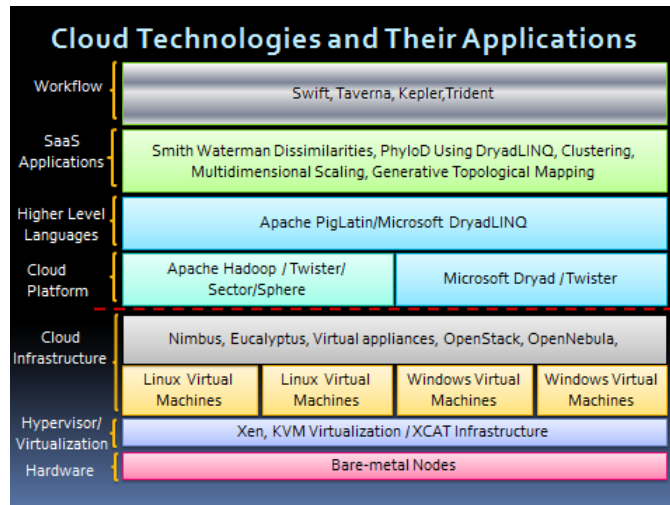 Cloud Technologies and Their Applications
Workflow
Swift, Taverna, Kepler,Trident
SaaS
Applications
Smith Waterman Dissimilarities, PhyloD Using DryadLINQ, Clustering,
Multidimensional Scaling, Generative Topological Mapping
Higher Level
Languages
Apache PigLatin/Microsoft DryadLINQ
Cloud
Platform
Apache Hadoop / Twister/
Sector/Sphere
Microsoft Dryad / Twister
Cloud
Infrastructure
Nimbus, Eucalyptus, Virtual appliances, OpenStack, OpenNebula,
Linux Virtual
Machines
Linux Virtual
Machines
Windows Virtual
Machines
Windows Virtual
Machines
Hypervisor/
Virtualization
Xen, KVM Virtualization / XCAT Infrastructure
Hardware
Bare-metal Nodes